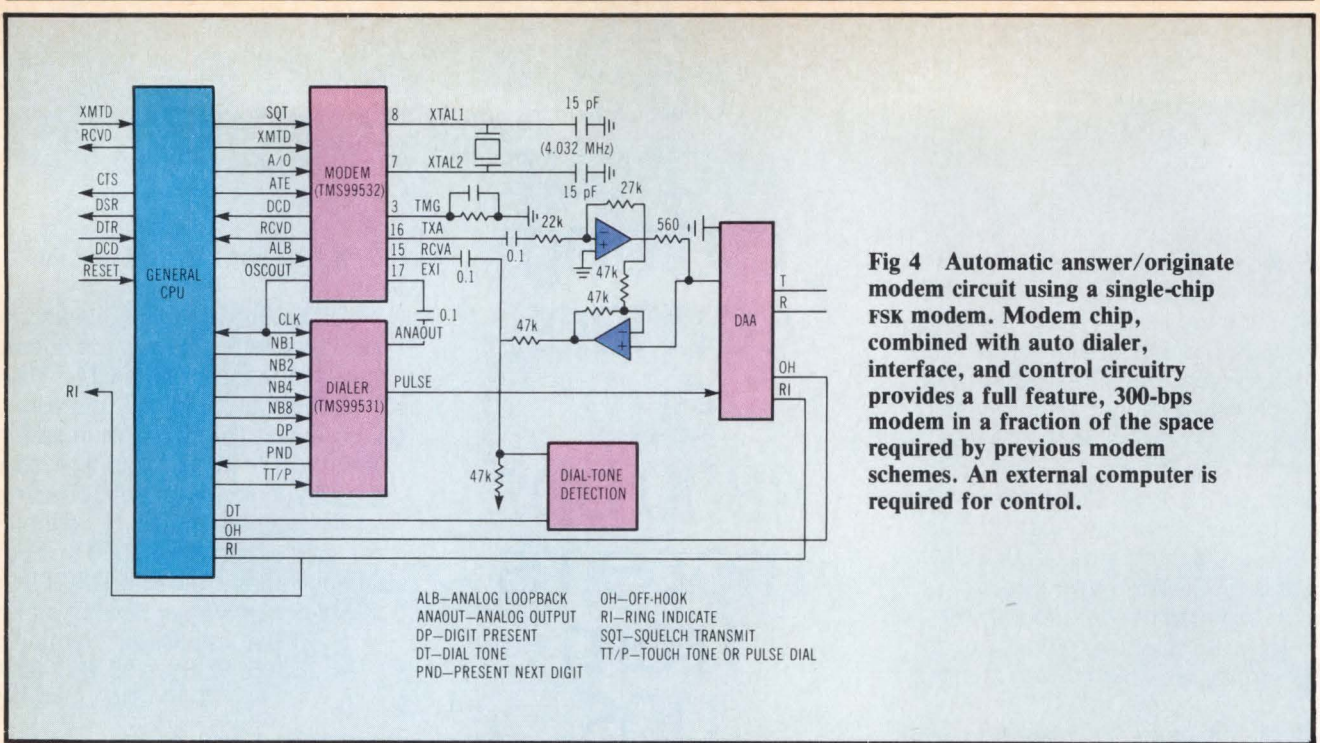 XMTD
RCVD
CTS
DSR
DTR
DCD
RESET
RI
GENERAL
CPU
SQT
XMTD
A/O
ATE
DCD
RCVD
ALB
OSCOUT
CLK
NB1
NB2
NB4
NB8
DP
PND
TT/P
DT
OH
RI
MODEM
(TMS99532)
DIALER
(TMS99531)
8 XTAL1
7 XTAL2
3 TMG
16 TXA
15 RCVA
17 EXI
15 pF
(4.032 MHz)
15 pF
22k
27k
560
0.1
0.1
0.1
ANAOUT
PULSE
47k
47k
47k
47k
DIAL-TONE
DETECTION
DAA
T
R
OH
RI
ALB—ANALOG LOOPBACK
ANAOUT—ANALOG OUTPUT
DP—DIGIT PRESENT
DT—DIAL TONE
PND—PRESENT NEXT DIGIT
OH—OFF-HOOK
RI—RING INDICATE
SQT—SQUELCH TRANSMIT
TT/P—TOUCH TONE OR PULSE DIAL
Fig 4 Automatic answer/originate
modem circuit using a single-chip
FSK modem. Modem chip,
combined with auto dialer,
interface, and control circuitry
provides a full feature, 300-bps
modem in a fraction of the space
required by previous modem
schemes. An external computer is
required for control.